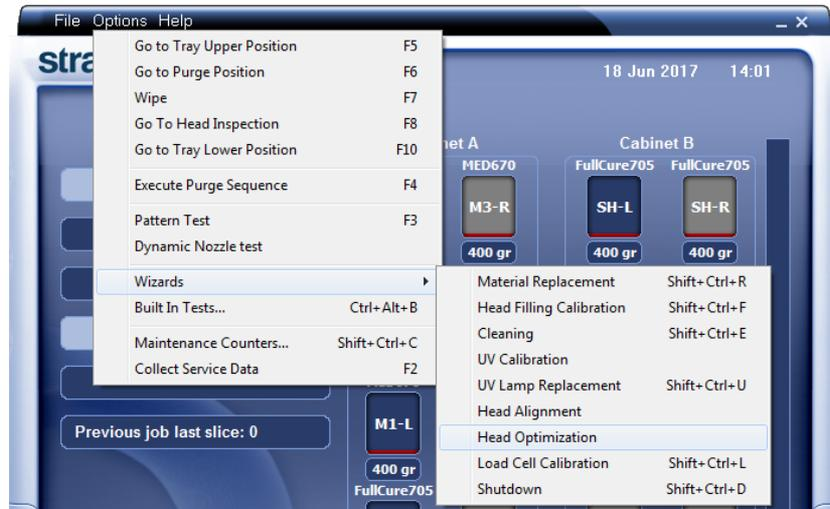 File Options Help
stra
18 Jun 2017 14:01
Go to Tray Upper Position F5
Go to Purge Position F6
Wipe F7
Go To Head Inspection F8
Go to Tray Lower Position F10
Execute Purge Sequence F4
Pattern Test F3
Dynamic Nozzle test
Wizards
Built In Tests... Ctrl+Alt+B
Maintenance Counters... Shift+Ctrl+C
Collect Service Data F2
net A
Cabinet B
MED670
FullCure705 FullCure705
M3-R
SH-L
SH-R
400 gr
400 gr
400 gr
Material Replacement Shift+Ctrl+R
Head Filling Calibration Shift+Ctrl+F
Cleaning Shift+Ctrl+E
UV Calibration
UV Lamp Replacement Shift+Ctrl+U
Head Alignment
Head Optimization
Load Cell Calibration Shift+Ctrl+L
Shutdown Shift+Ctrl+D
Previous job last slice: 0
M1-L
400 gr
FullCure705